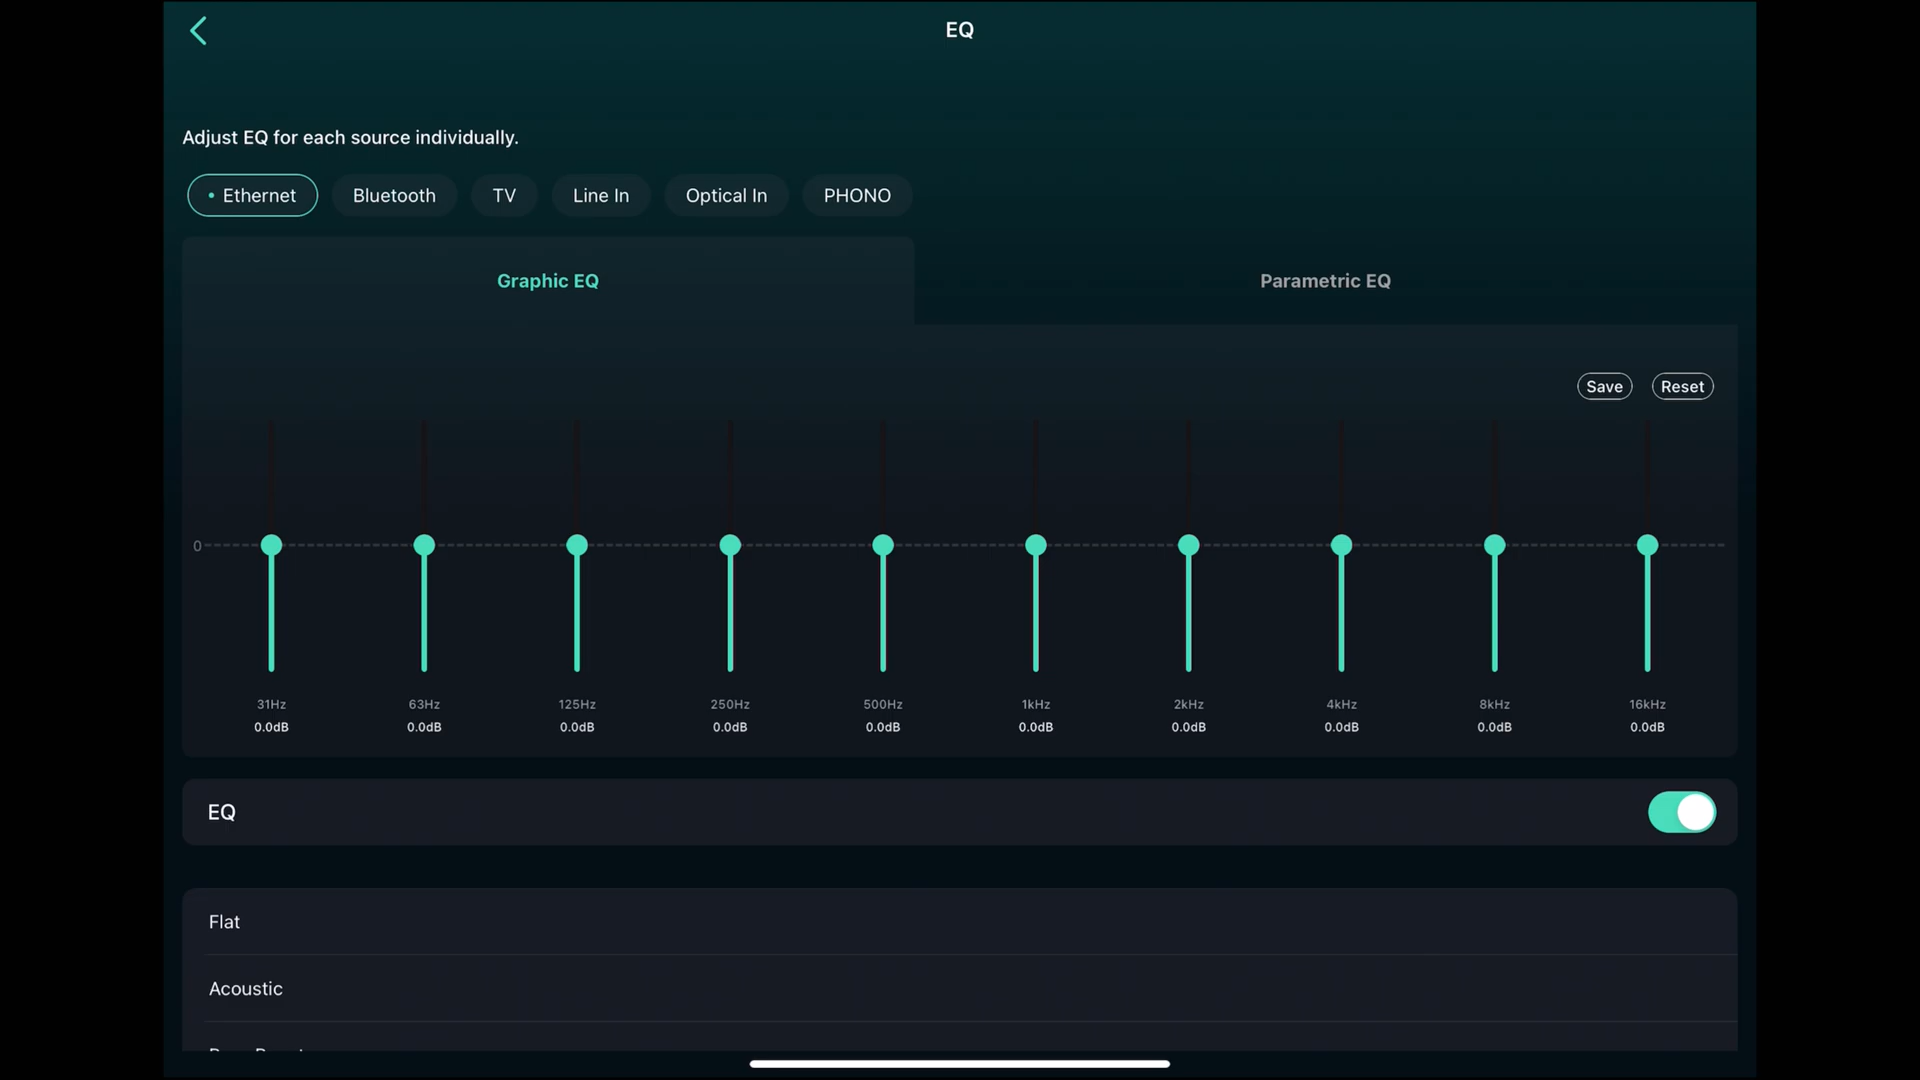 EQ
Adjust EQ for each source individually.
Ethernet Bluetooth TV Line In Optical In PHONO
Graphic EQ Parametric EQ
Save Reset
0
31Hz 63Hz 125Hz 250Hz 500Hz 1kHz 2kHz 4kHz 8kHz 16kHz
0.0dB 0.0dB 0.0dB 0.0dB 0.0dB 0.0dB 0.0dB 0.0dB 0.0dB 0.0dB
EQ
Flat
Acoustic